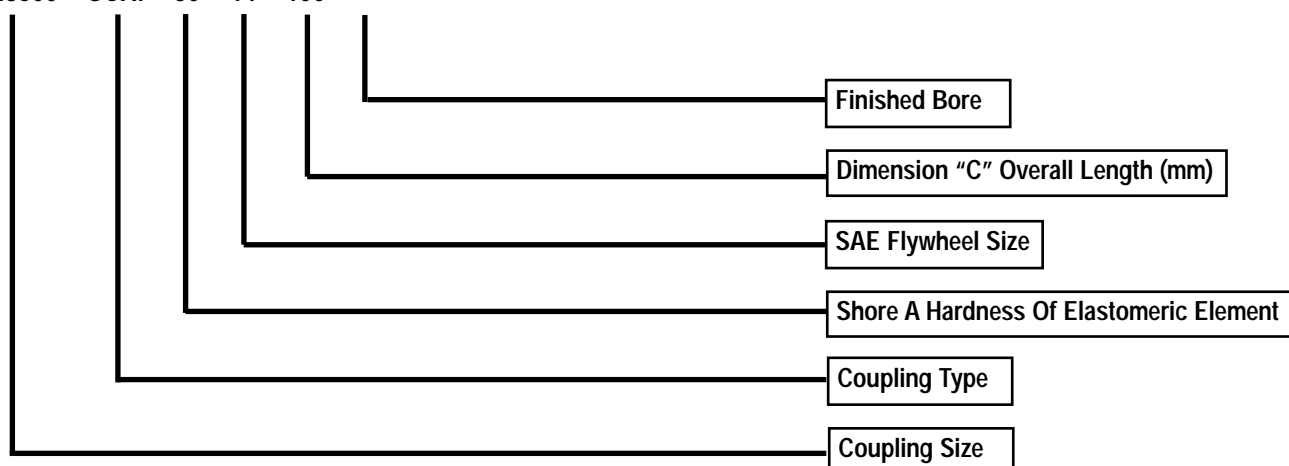 Finished Bore
Dimension “C” Overall Length (mm)
SAE Flywheel Size
Shore A Hardness Of Elastomeric Element
Coupling Type
Coupling Size